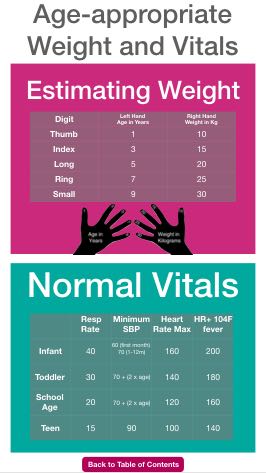 Age-appropriate
Weight and Vitals
Estimating Weight
Digit Left Hand Age in Years Right Hand Weight in Kg
Thumb 1 10
Index 3 15
Long 5 20
Ring 7 25
Small 9 30
Age in Years Weight in Kilograms
Normal Vitals
Resp Rate Minimum SBP Heart Rate Max HR+ 104F fever
Infant 40 60 (first month) 70 (1-12m) 160 200
Toddler 30 70 + (2 x age) 140 180
School Age 20 70 + (2 x age) 120 160
Teen 15 90 100 140
Back to Table of Contents